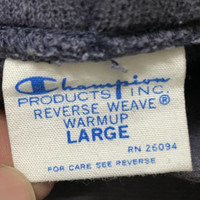 Champion
PRODUCTS INC.
REVERSE WEAVE®
WARMUP
LARGE
RN 26094
FOR CARE SEE REVERSE